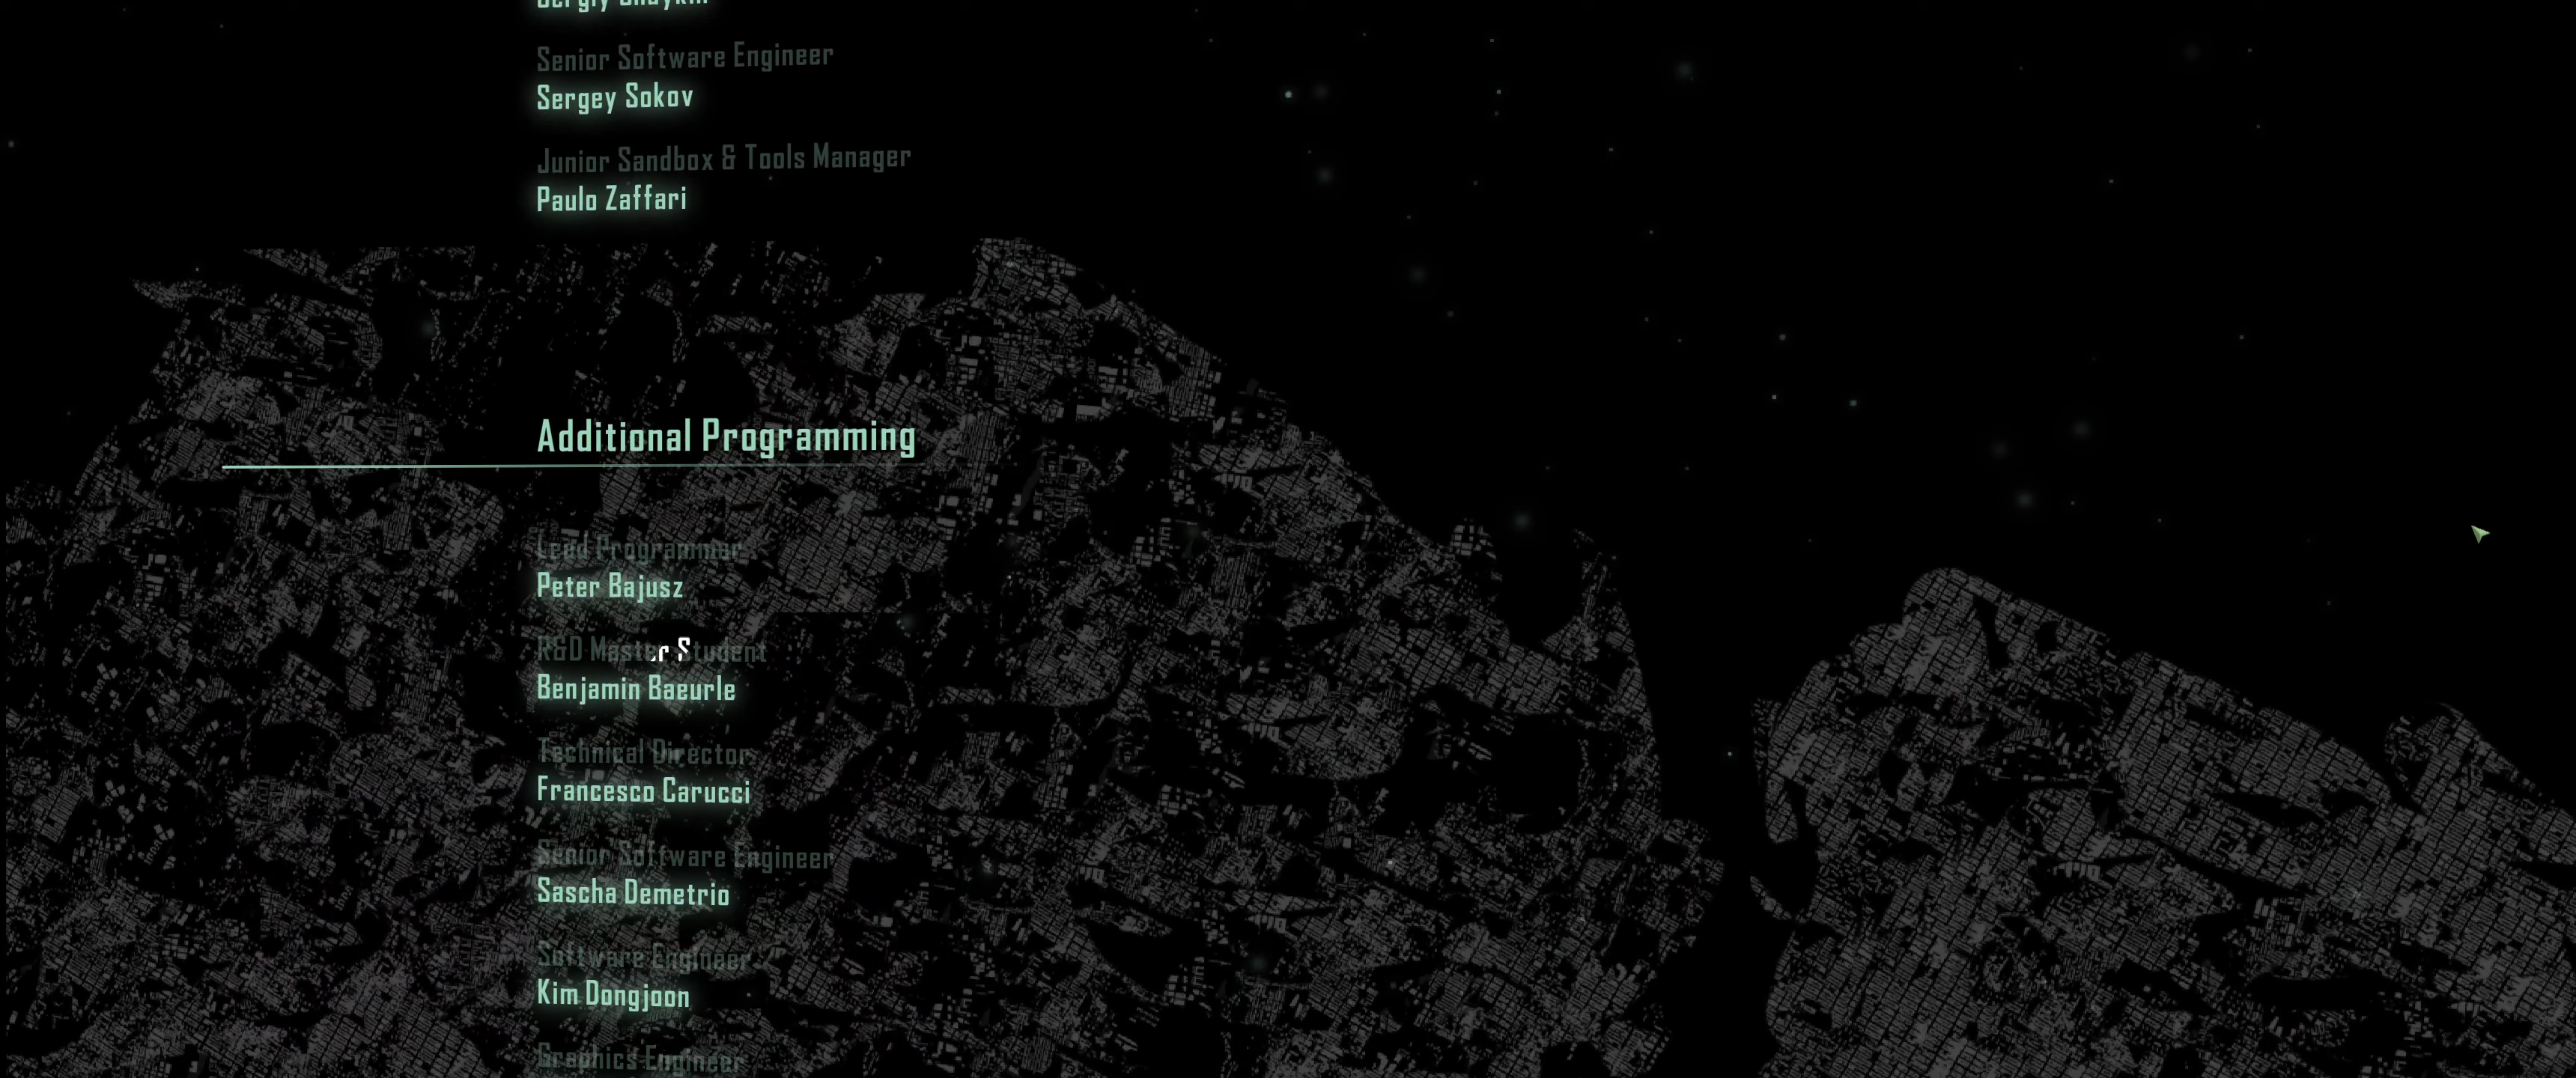 Senior Software Engineer
Sergey Sokov
Junior Sandbox & Tools Manager
Paulo Zaffari
Additional Programming
Lead Programmer
Peter Bajusz
R&D Master Student
Benjamin Baeurle
Technical Director
Francesco Carucci
Senior Software Engineer
Sascha Demetrio
Software Engineer
Kim Dongjoon
Graphics Engineer